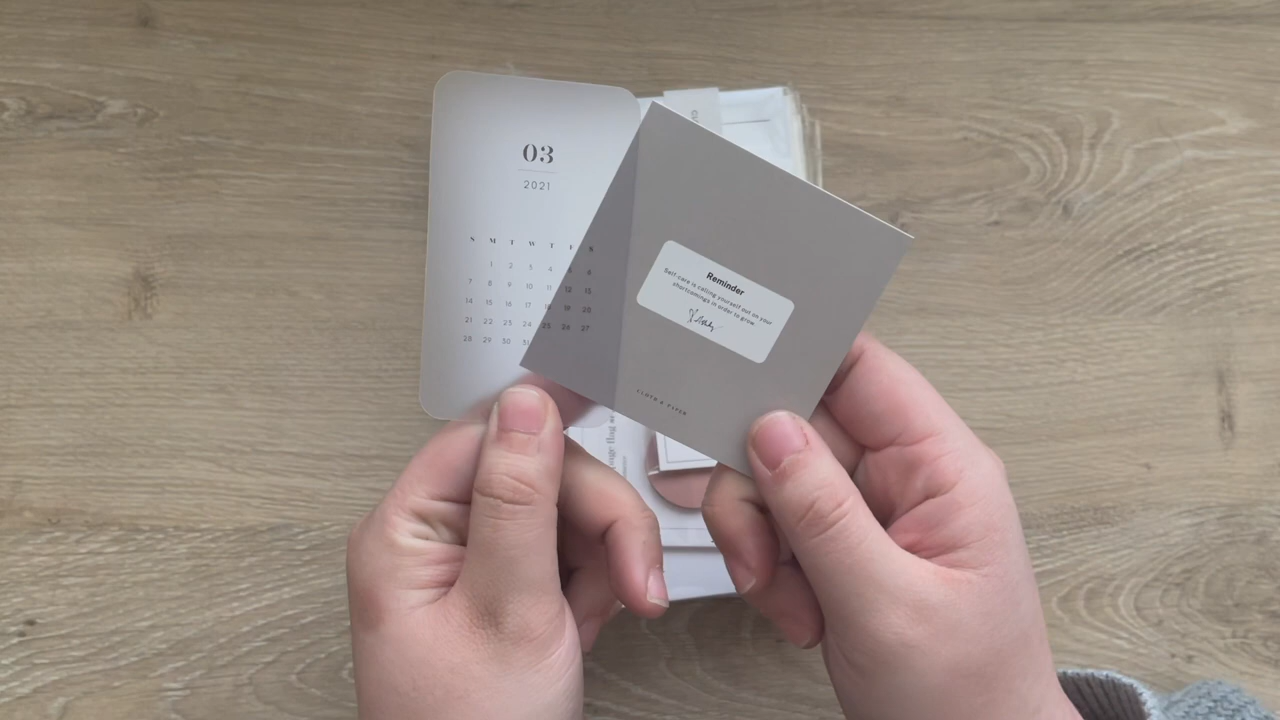 03
2021
S M T W T F S
1 2 3 4 5 6
7 8 9 10 11 12 13
14 15 16 17 18 19 20
21 22 23 24 25 26 27
28 29 30 31
Reminder
Self care is calling yourself out on your
shortcomings in order to grow
CLOTH & PAPER